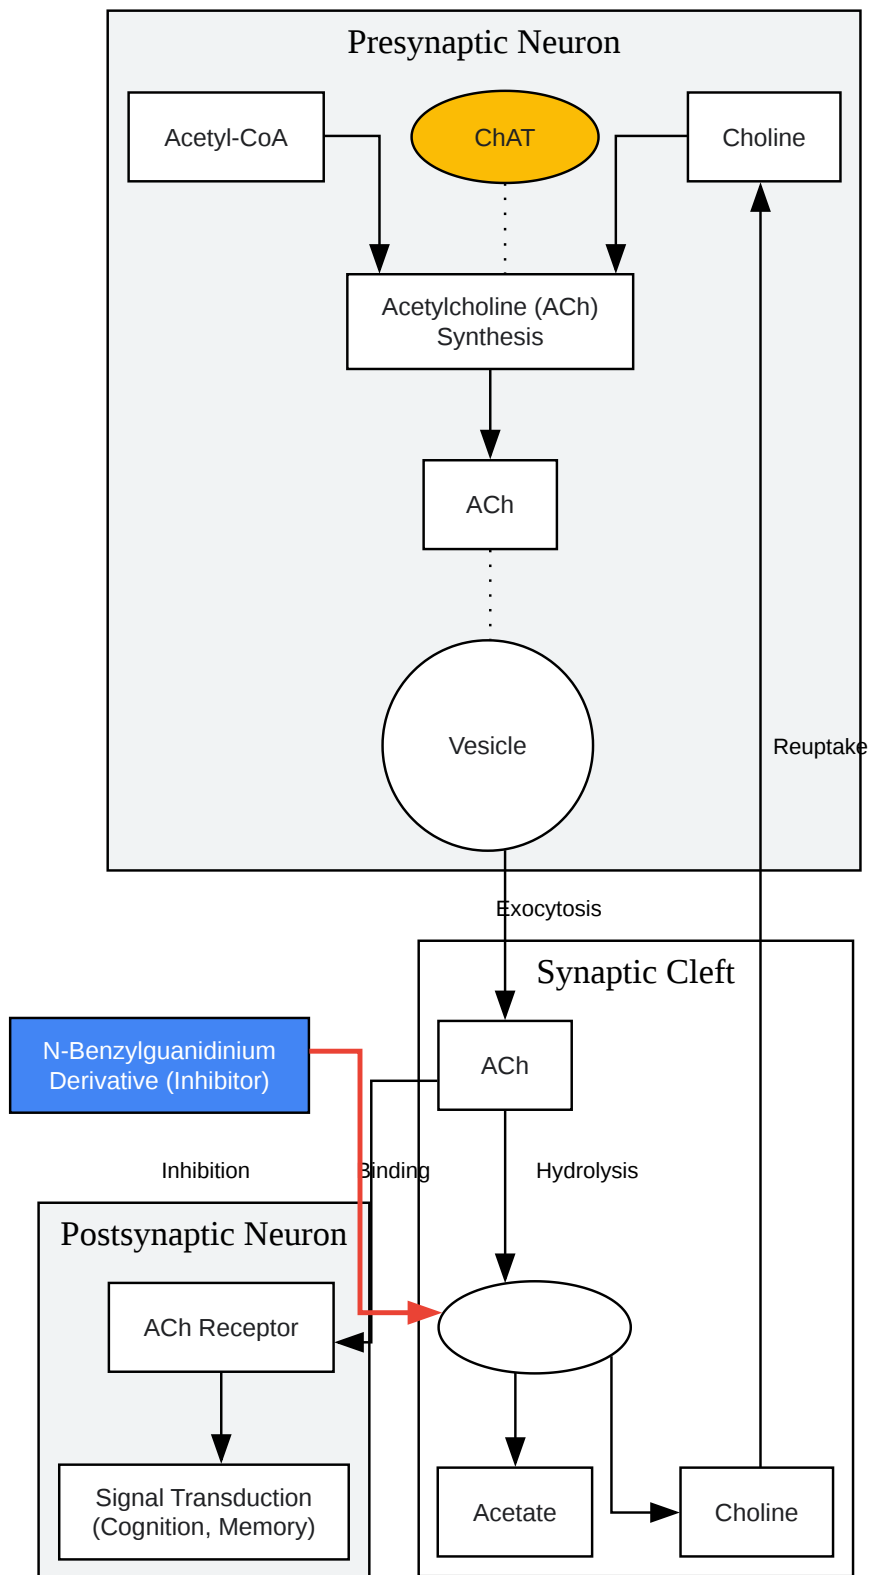 Presynaptic Neuron
Acetyl-CoA
ChAT
Choline
Acetylcholine (ACh)
Synthesis
ACh
Vesicle
Reuptake
Exocytosis
Synaptic Cleft
N-Benzylguanidinium
Derivative (Inhibitor)
ACh
Inhibition
Binding
Hydrolysis
Postsynaptic Neuron
ACh Receptor
Signal Transduction
(Cognition, Memory)
Acetate
Choline